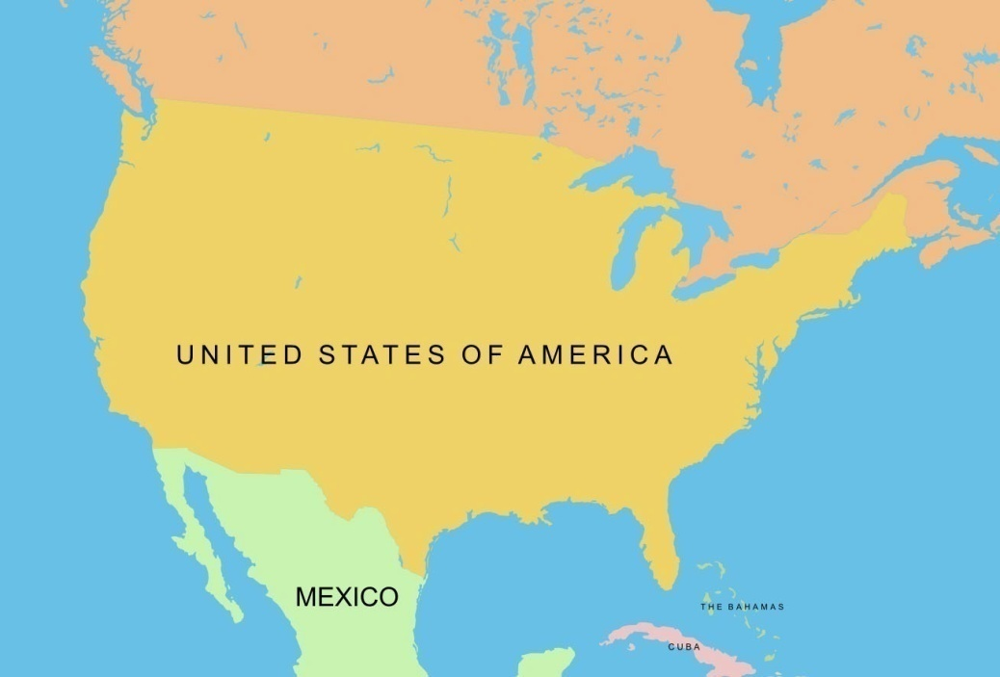 UNITED STATES OF AMERICA
MEXICO
THE BAHAMAS
CUBA